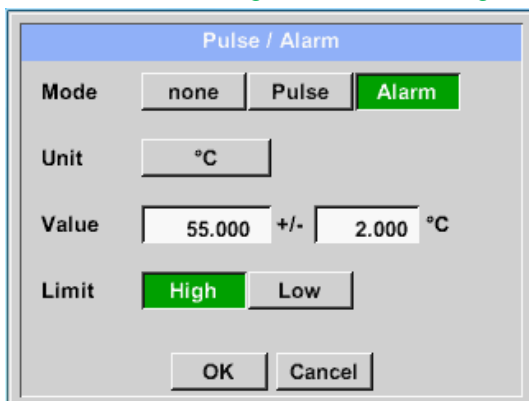 Pulse / Alarm
Mode none Pulse Alarm
Unit °C
Value 55.000 +/- 2.000 °C
Limit High Low
OK Cancel